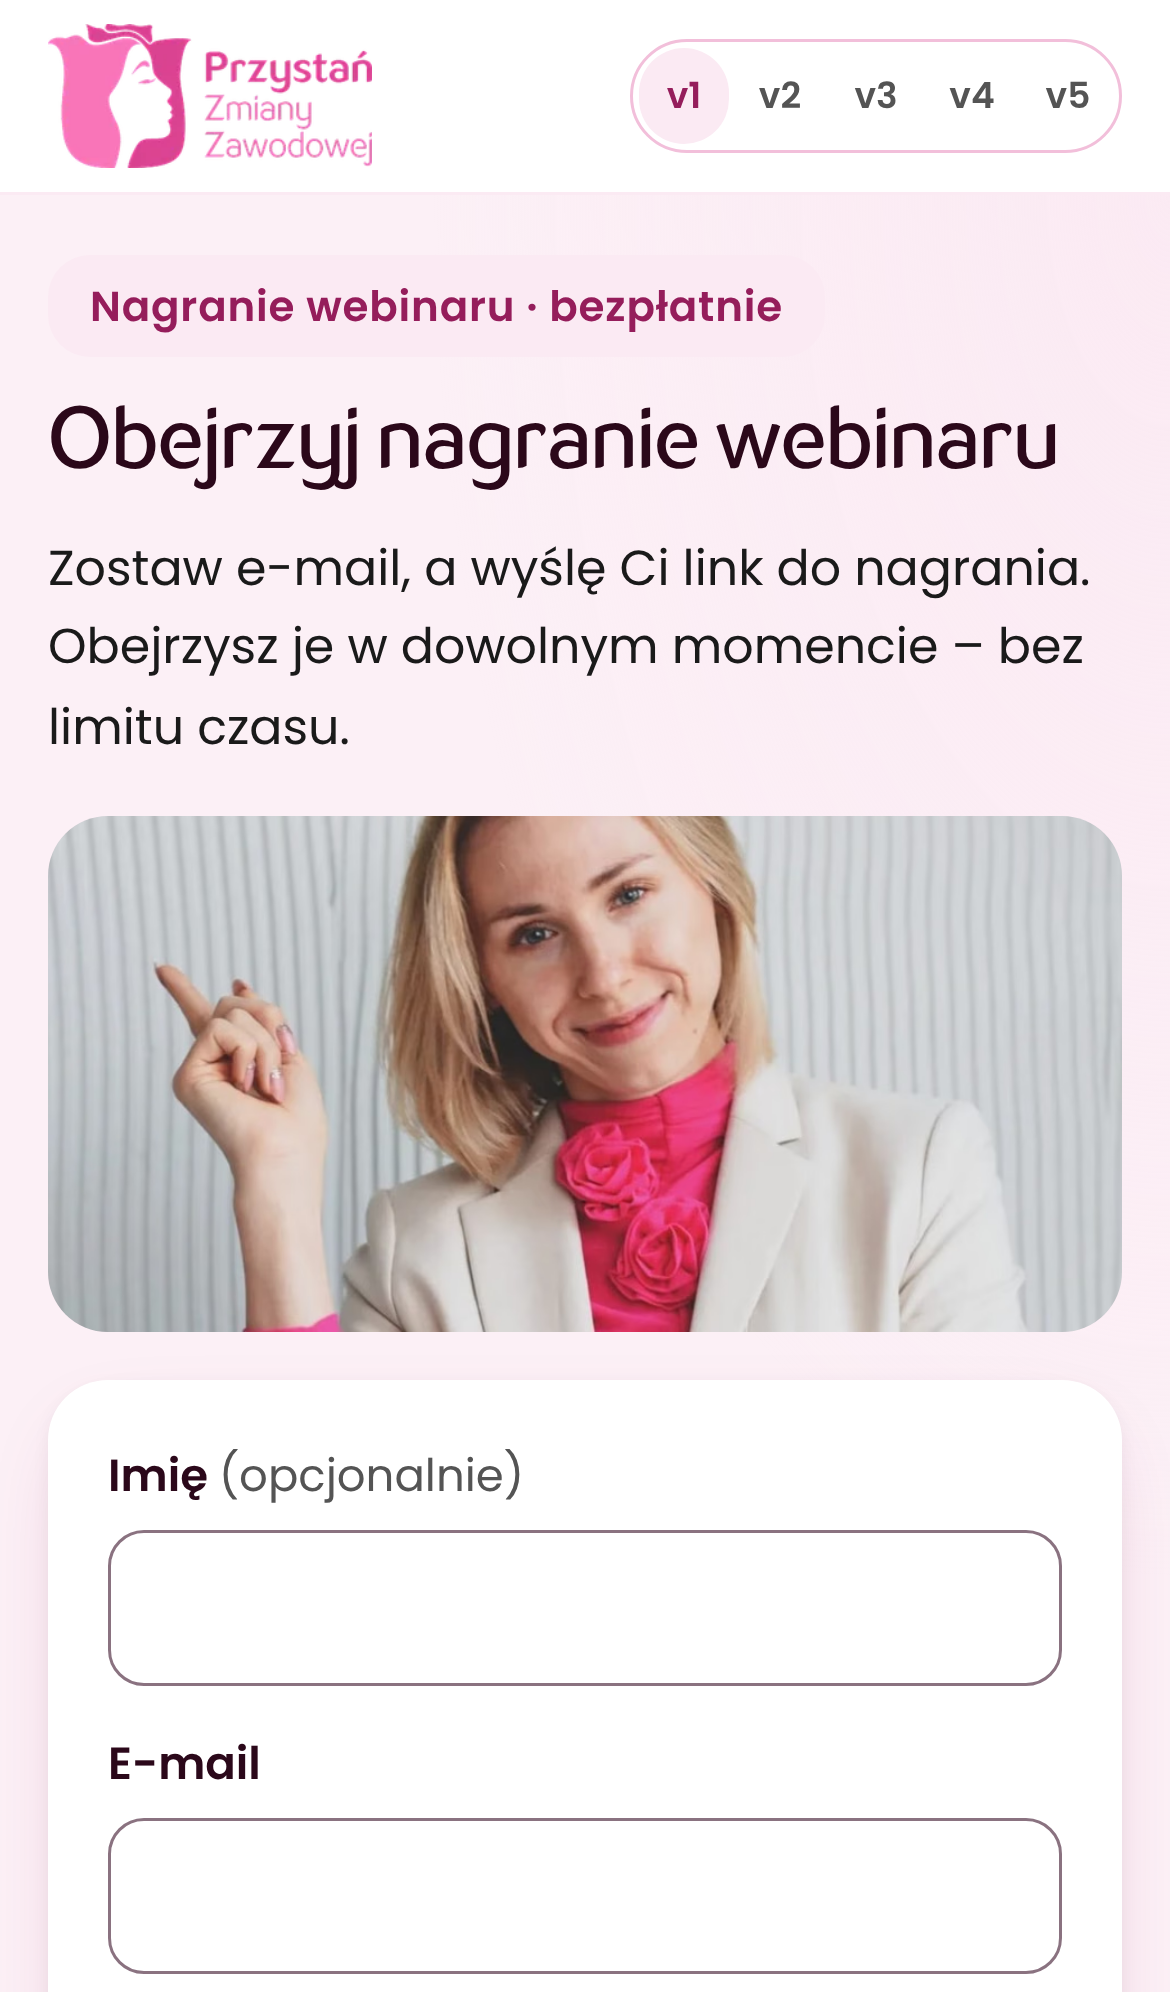 Przystań
Zmiany
Zawodowej
v1 v2 v3 v4 v5
Nagranie webinaru · bezpłatnie
Obejrzyj nagranie webinaru
Zostaw e-mail, a wyślę Ci link do nagrania.
Obejrzysz je w dowolnym momencie – bez
limitu czasu.
Imię (opcjonalnie)
E-mail